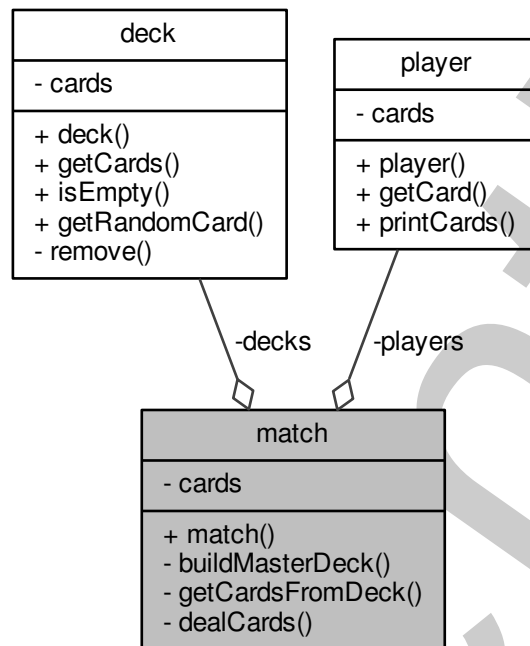 deck
- cards
+ deck()
+ getCards()
+ isEmpty()
+ getRandomCard()
- remove()
player
- cards
+ player()
+ getCard()
+ printCards()
-decks
-players
match
- cards
+ match()
- buildMasterDeck()
- getCardsFromDeck()
- dealCards()